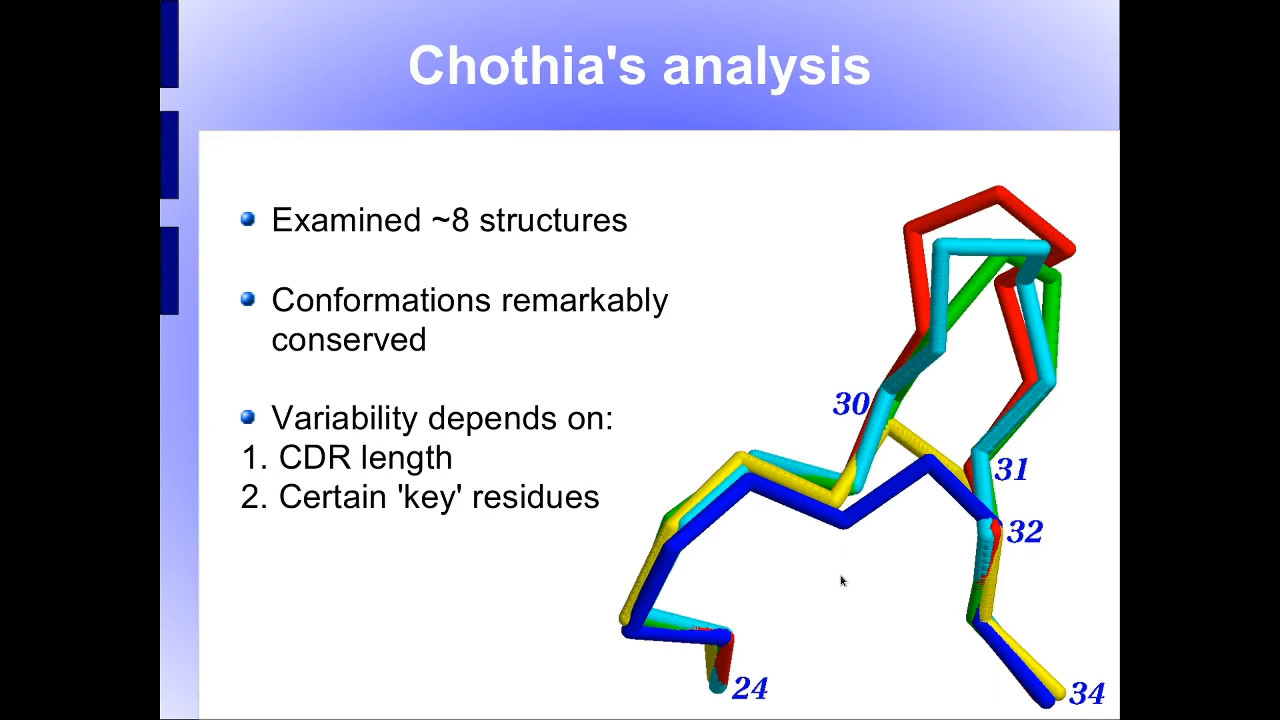 Chothia's analysis
Examined ~8 structures
Conformations remarkably
conserved
Variability depends on:
1. CDR length
2. Certain 'key' residues
30
31
32
24
34